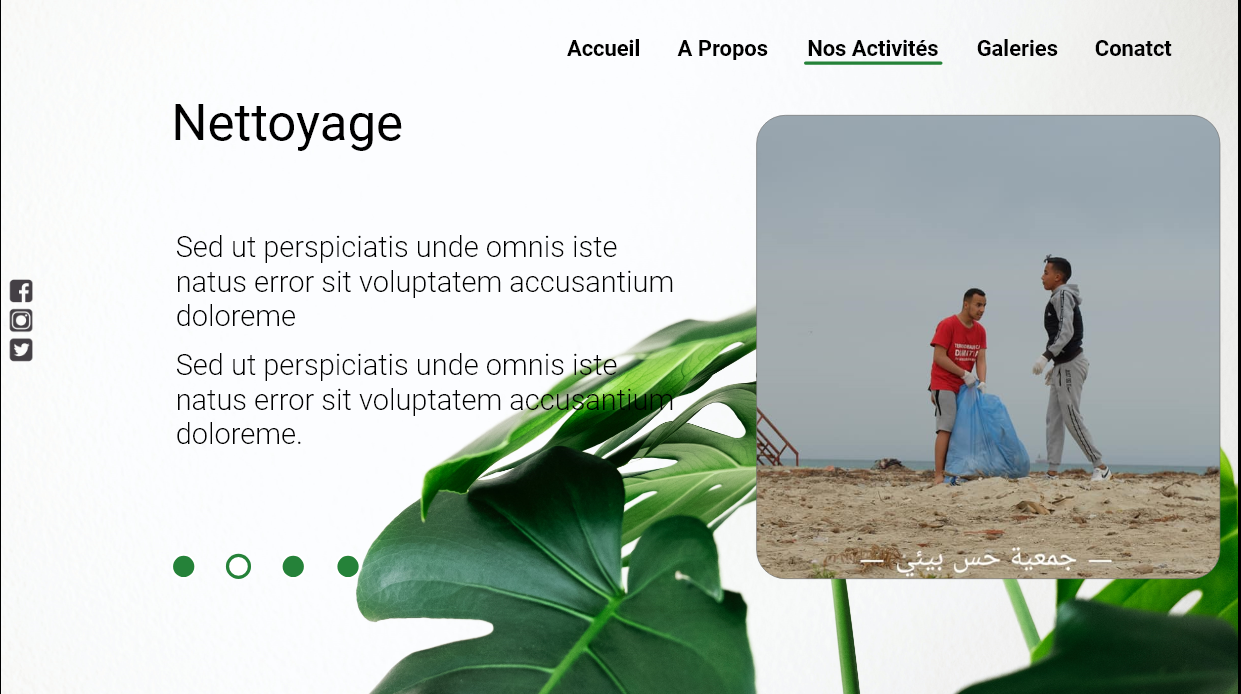 Accueil A Propos Nos Activités Galeries Conatct
Nettoyage
Sed ut perspiciatis unde omnis iste
natus error sit voluptatem accusantium
doloreme
Sed ut perspiciatis unde omnis iste
natus error sit voluptatem accusantium
doloreme.
— جمعية حس بيئي —